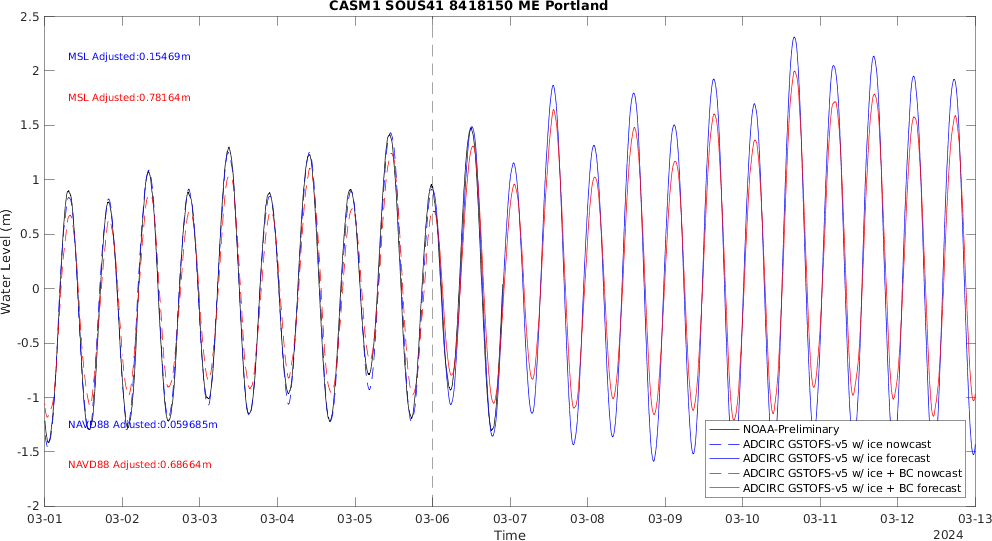 CASM1 SOUS41 8418150 ME Portland
2.5
2
1.5
1
0.5
0
-0.5
-1
-1.5
-2
Water Level (m)
MSL Adjusted:0.15469m
MSL Adjusted:0.78164m
NAVD88 Adjusted:0.059685m
NAVD88 Adjusted:0.68664m
NOAA-Preliminary
ADCIRC GSTOFS-v5 w/ ice nowcast
ADCIRC GSTOFS-v5 w/ ice forecast
ADCIRC GSTOFS-v5 w/ ice + BC nowcast
ADCIRC GSTOFS-v5 w/ ice + BC forecast
03-01 03-02 03-03 03-04 03-05 03-06 03-07 03-08 03-09 03-10 03-11 03-12 03-13
Time
2024